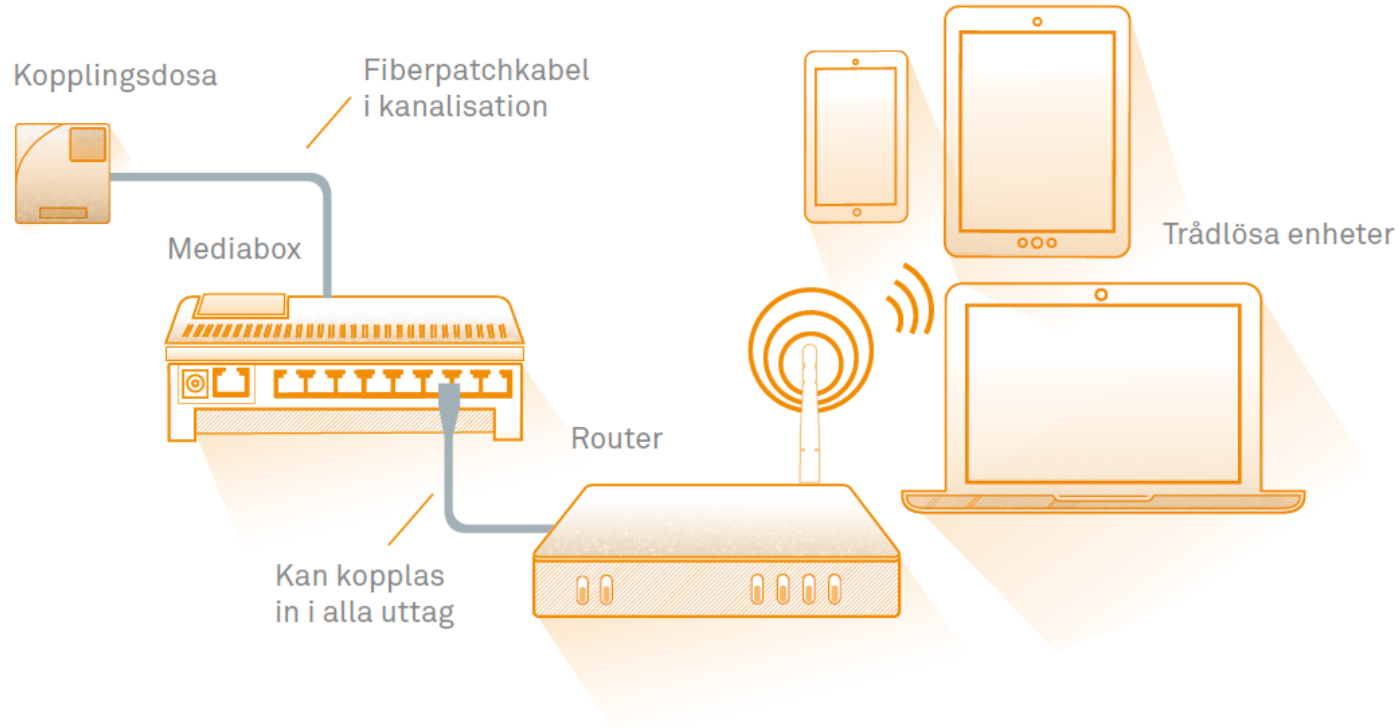 Kopplingsdosa
Fiberpatchkabel
i kanalisation
Mediabox
Trådlösa enheter
Router
Kan kopplas
in i alla uttag